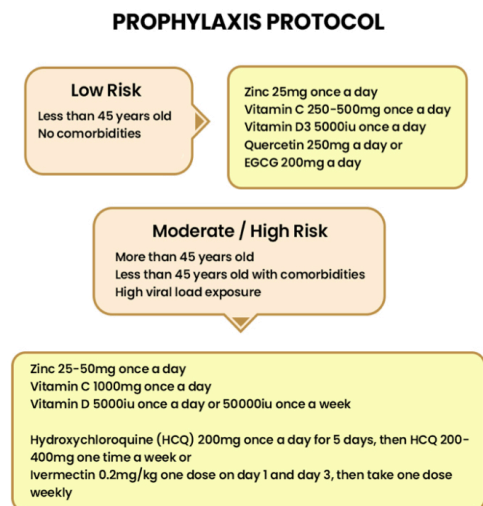 PROPHYLAXIS PROTOCOL
Low Risk
Less than 45 years old
No comorbidities
Zinc 25mg once a day
Vitamin C 250-500mg once a day
Vitamin D3 5000iu once a day
Quercetin 250mg a day or
EGCG 200mg a day
Moderate / High Risk
More than 45 years old
Less than 45 years old with comorbidities
High viral load exposure
Zinc 25-50mg once a day
Vitamin C 1000mg once a day
Vitamin D 5000iu once a day or 50000iu once a week
Hydroxychloroquine (HCQ) 200mg once a day for 5 days, then HCQ 200-
400mg one time a week or
Ivermectin 0.2mg/kg one dose on day 1 and day 3, then take one dose
weekly